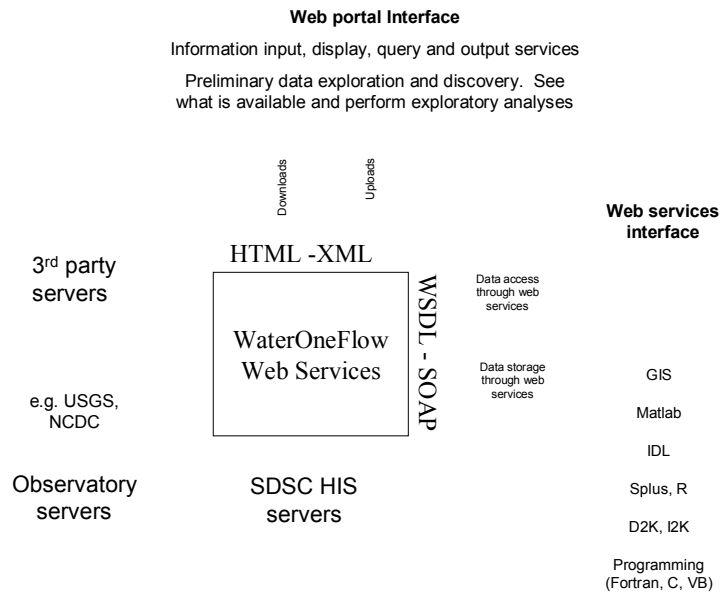 Web portal Interface
Information input, display, query and output services
Preliminary data exploration and discovery. See
what is available and perform exploratory analyses
Downloads
Uploads
Web services
interface
HTML -XML
3rd party
servers
WSDL - SOAP
Data access
through web
services
WaterOneFlow
Web Services
Data storage
through web
services
GIS
e.g. USGS,
NCDC
Matlab
IDL
Observatory
servers
SDSC HIS
servers
Splus, R
D2K, I2K
Programming
(Fortran, C, VB)